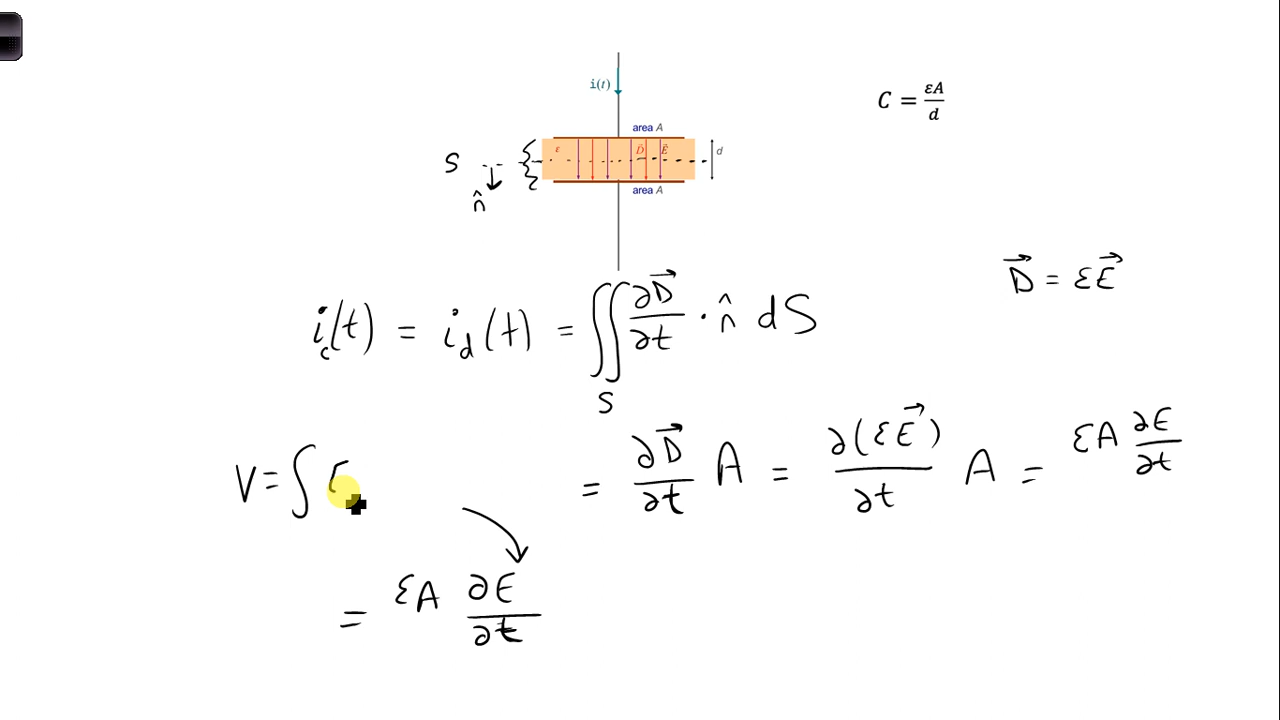 i(t)
C = εA/d
area A
ε D⃗ E⃗ d
S
n̂
area A
D⃗ = εE⃗
i_c(t) = i_d(t) = ∬_S ∂D⃗/∂t · n̂ dS
V = ∫ E
= ∂D⃗/∂t A = ∂(εE⃗)/∂t A = εA ∂E/∂t
= εA ∂E/∂t